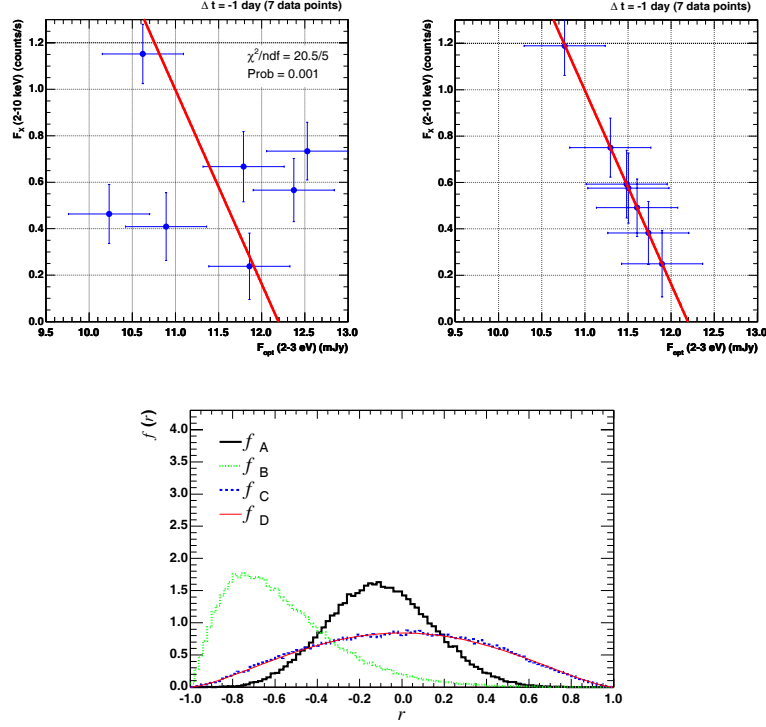 Δ t = -1 day (7 data points)
F_X (2-10 keV) (counts/s)
χ²/ndf = 20.5/5
Prob = 0.001
1.2
1.0
0.8
0.6
0.4
0.2
0.0
9.5 10.0 10.5 11.0 11.5 12.0 12.5 13.0
F_opt (2-3 eV) (mJy)
Δ t = -1 day (7 data points)
F_X (2-10 keV) (counts/s)
1.2
1.0
0.8
0.6
0.4
0.2
0.0
9.5 10.0 10.5 11.0 11.5 12.0 12.5 13.0
F_opt (2-3 eV) (mJy)
f (r)
4.0
3.5
3.0
2.5
2.0
1.5
1.0
0.5
0.0
f A
f B
f C
f D
-1.0 -0.8 -0.6 -0.4 -0.2 0.0 0.2 0.4 0.6 0.8 1.0
r